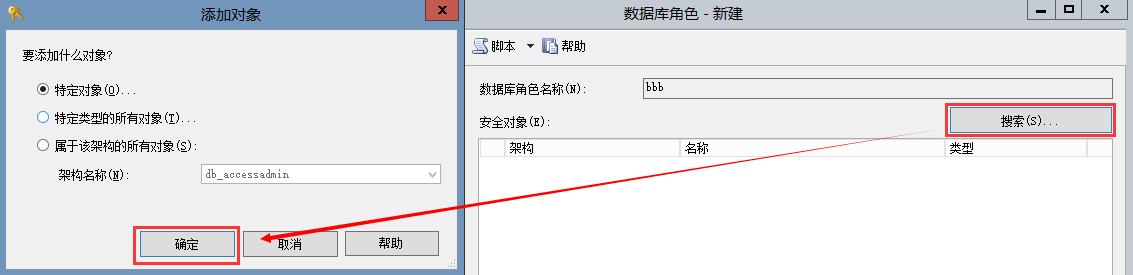 添加对象
要添加什么对象?
特定对象(O)...
特定类型的所有对象(T)...
属于该架构的所有对象(S):
架构名称(N):
db_accessadmin
确定
取消
帮助
数据库角色 - 新建
脚本
帮助
数据库角色名称(N):
bbb
安全对象(E):
搜索(S)...
架构
名称
类型